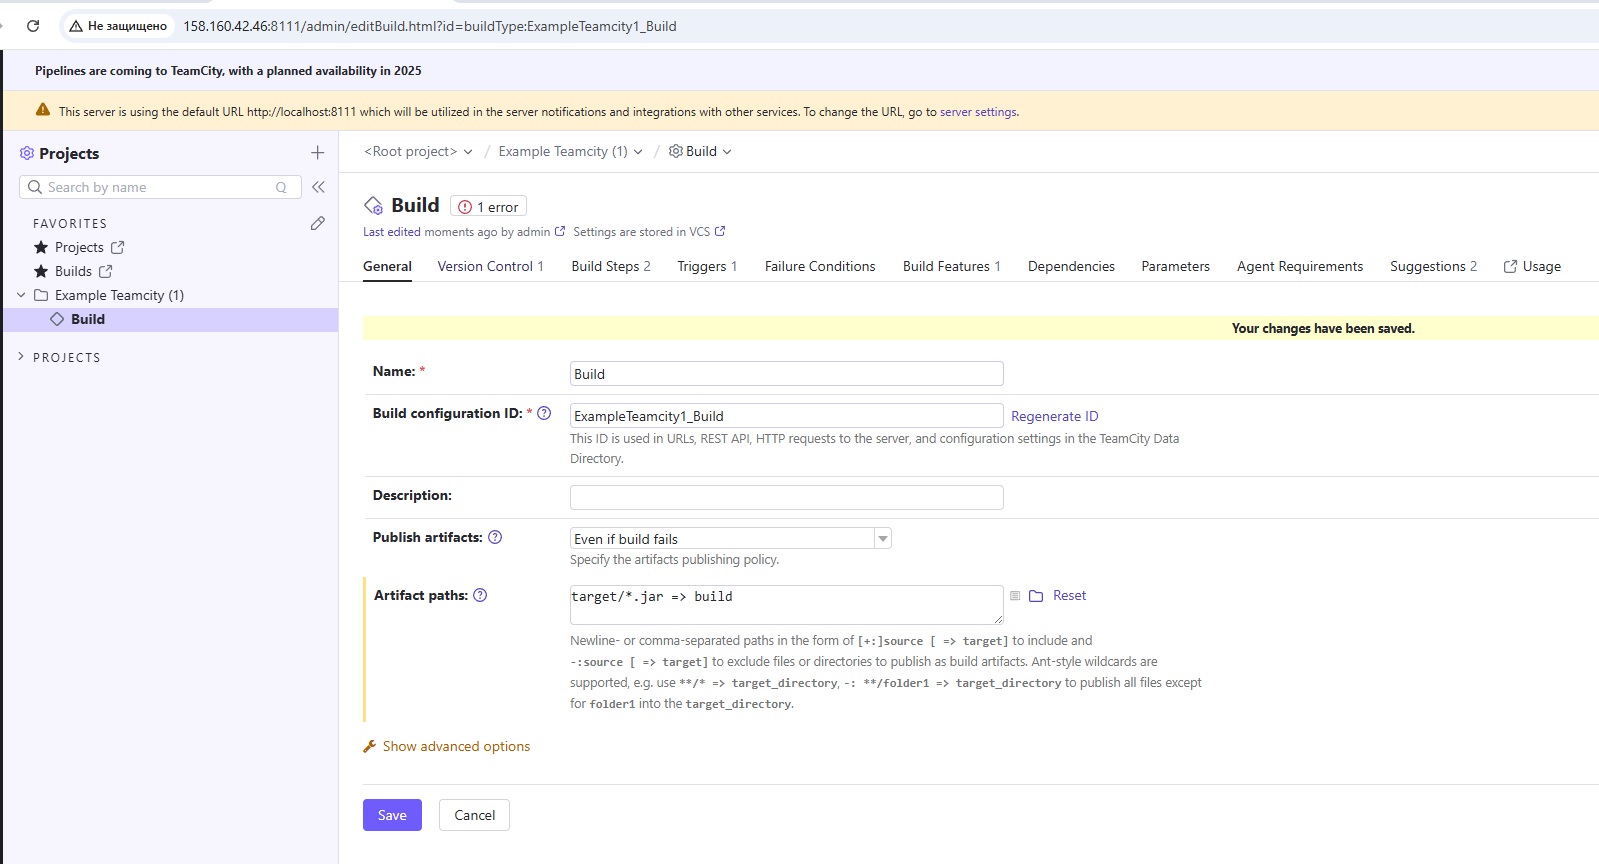 Не защищено 158.160.42.46:8111/admin/editBuild.html?id=buildType:ExampleTeamcity1_Build
Pipelines are coming to TeamCity, with a planned availability in 2025
This server is using the default URL http://localhost:8111 which will be utilized in the server notifications and integrations with other services. To change the URL, go to server settings.
Projects
Search by name Q
FAVORITES
Projects
Builds
Example Teamcity (1)
Build
PROJECTS
<Root project> / Example Teamcity (1) / Build
Build 1 error
Last edited moments ago by admin Settings are stored in VCS
General Version Control 1 Build Steps 2 Triggers 1 Failure Conditions Build Features 1 Dependencies Parameters Agent Requirements Suggestions 2 Usage
Your changes have been saved.
Name: * Build
Build configuration ID: * ExampleTeamcity1_Build Regenerate ID
This ID is used in URLs, REST API, HTTP requests to the server, and configuration settings in the TeamCity Data
Directory.
Description:
Publish artifacts: Even if build fails
Specify the artifacts publishing policy.
Artifact paths: target/*.jar => build Reset
Newline- or comma-separated paths in the form of [+:]source [ => target] to include and
-:source [ => target] to exclude files or directories to publish as build artifacts. Ant-style wildcards are
supported, e.g. use **/* => target_directory, -: **/folder1 => target_directory to publish all files except
for folder1 into the target_directory.
Show advanced options
Save Cancel